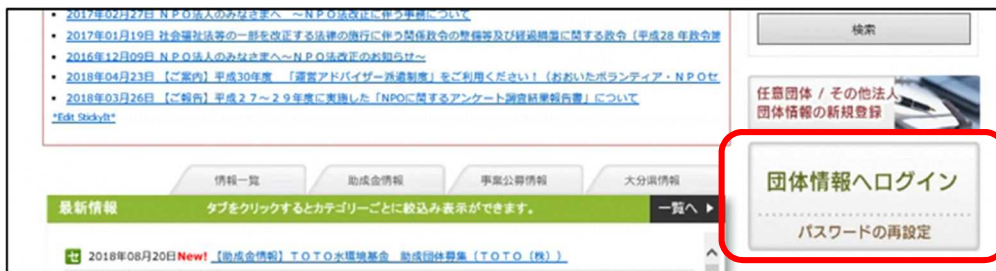 2017年02月27日 NPO法人のみなさまへ ~NPO法改正に伴う事務について
2017年01月19日 社会福祉法等の一部を改正する法律の施行に伴う関係政令の整備等及び経過措置に関する政令（平成28 年政令第
2016年12月09日 NPO法人のみなさまへ~NPO法改正のお知らせ~
2018年04月23日 【ご案内】平成30年度 「運営アドバイザー派遣制度」をご利用ください！（おおいたボランティア・NPOセ
2018年03月26日 【ご報告】平成27~29年度に実施した「NPOに関するアンケート調査結果報告書」について
*Edit StickyIt*
検索
任意団体 / その他法人
団体情報の新規登録
団体情報へログイン
パスワードの再設定
情報一覧 助成金情報 事業公募情報 大分県情報
最新情報 タブをクリックするとカテゴリーごとに絞込み表示ができます。 一覧へ ▶
セ 2018年08月20日New! 【助成金情報】TOTO水環境基金 助成団体募集（TOTO（株））